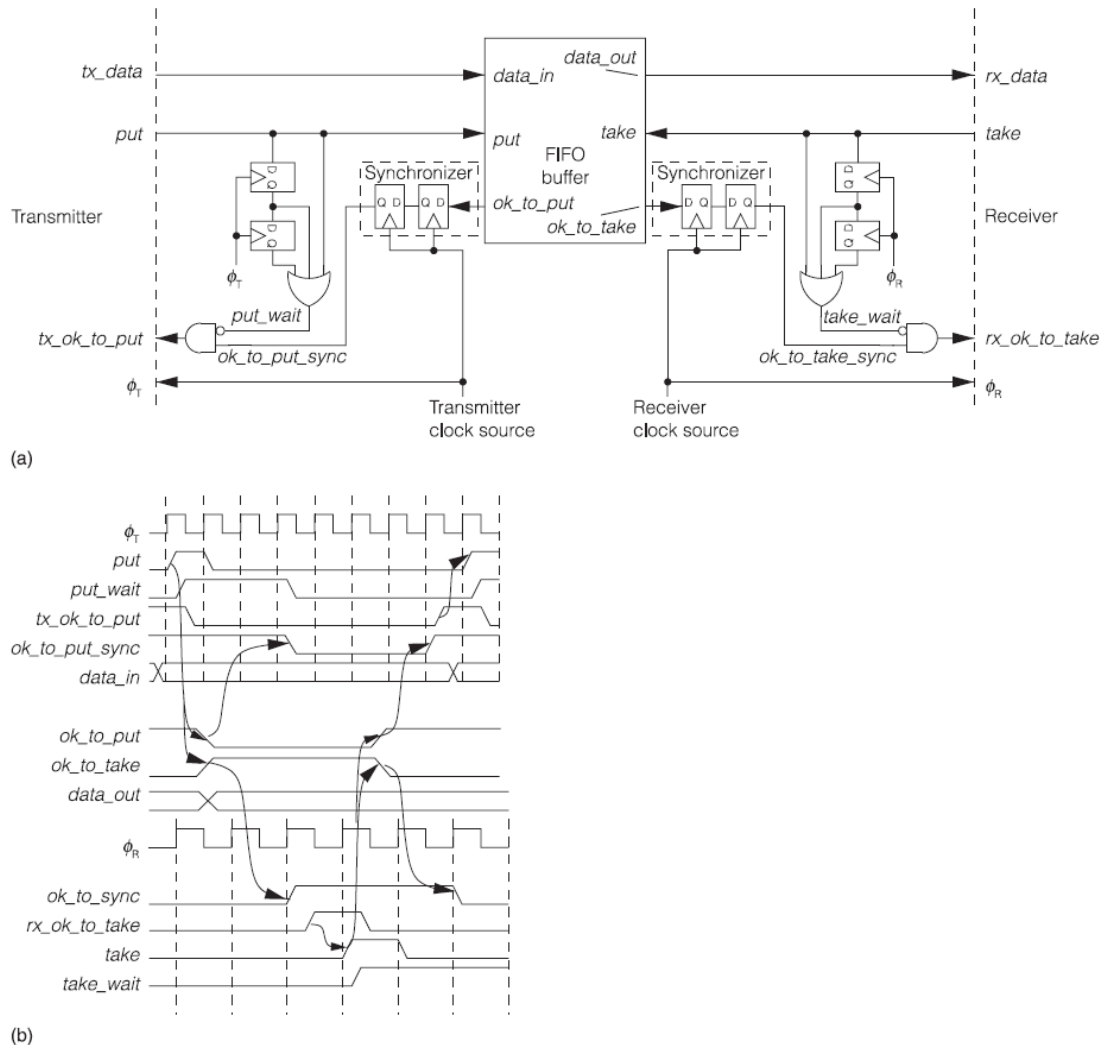 tx_data
data_in
data_out
rx_data
put
put
take
take
FIFO
buffer
Synchronizer
Synchronizer
D Q
D Q
Q D
Q D
D Q
D Q
D Q
D Q
ok_to_put
ok_to_take
Transmitter
Receiver
ϕT
ϕR
put_wait
take_wait
tx_ok_to_put
ok_to_put_sync
ok_to_take_sync
rx_ok_to_take
ϕT
ϕR
Transmitter
clock source
Receiver
clock source
(a)
ϕT
put
put_wait
tx_ok_to_put
ok_to_put_sync
data_in
ok_to_put
ok_to_take
data_out
ϕR
ok_to_sync
rx_ok_to_take
take
take_wait
(b)